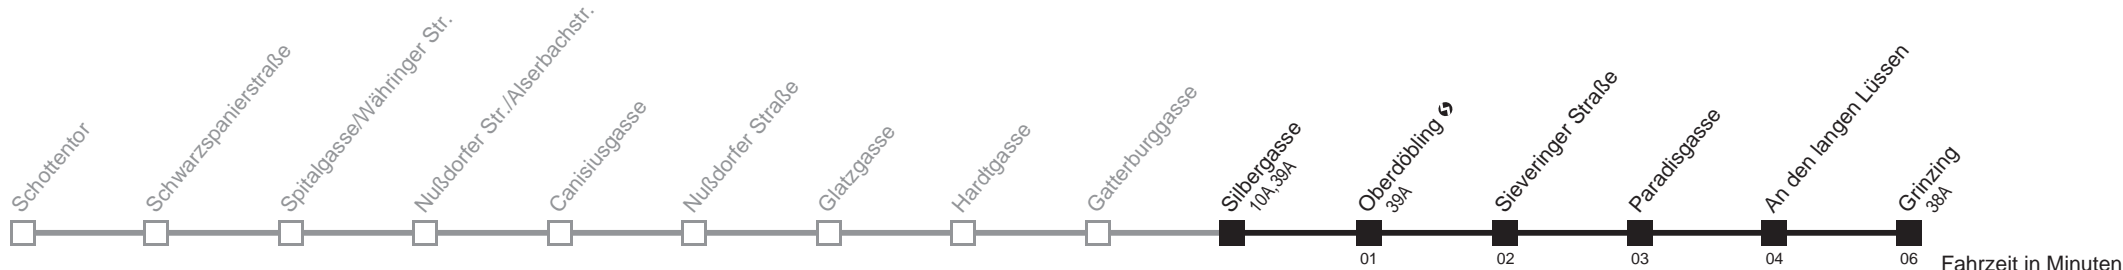 Schottentor
Schwarzspanierstraße
Spitalgasse/Währinger Str.
Nußdorfer Str./Alserbachstr.
Canisiusgasse
Nußdorfer Straße
Glatzgasse
Hardtgasse
Gatterburggasse
Silbergasse
10A,39A
Oberdöbling
39A
Sieveringer Straße
Paradisgasse
An den langen Lüssen
Grinzing
38A
01
02
03
04
06
Fahrzeit in Minuten